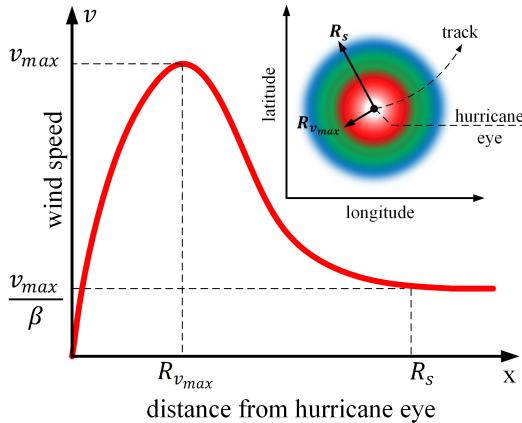 v
v_max
wind speed
v_max
β
R_v_max
R_s
x
distance from hurricane eye
R_s
track
R_v_max
hurricane
eye
latitude
longitude